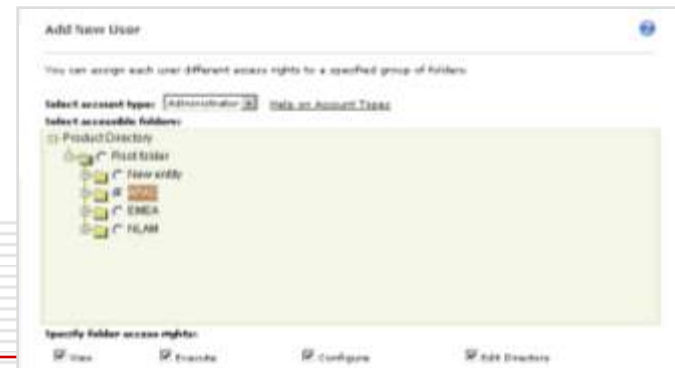 Add New User
You can assign each user different access rights to a specified group of folders
Select account type: Administrator Help on Account Types
Select accessible folders:
Product Directory
Root folder
New entity
APAC
EMEA
NLAM
Specify folder access rights:
View Execute Configure Edit Directory